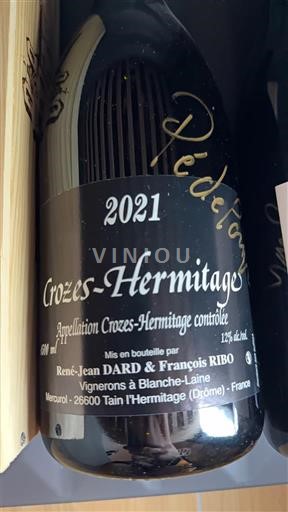 2021
VINIOU
Crozes-Hermitage
Appellation Crozes-Hermitage contrôlée
12% alc./vol.
Mis en bouteille par
René-Jean DARD & François RIBO
Vignerons à Blanche-Laine
Mercurol - 26600 Tain l'Hermitage (Drôme) - France